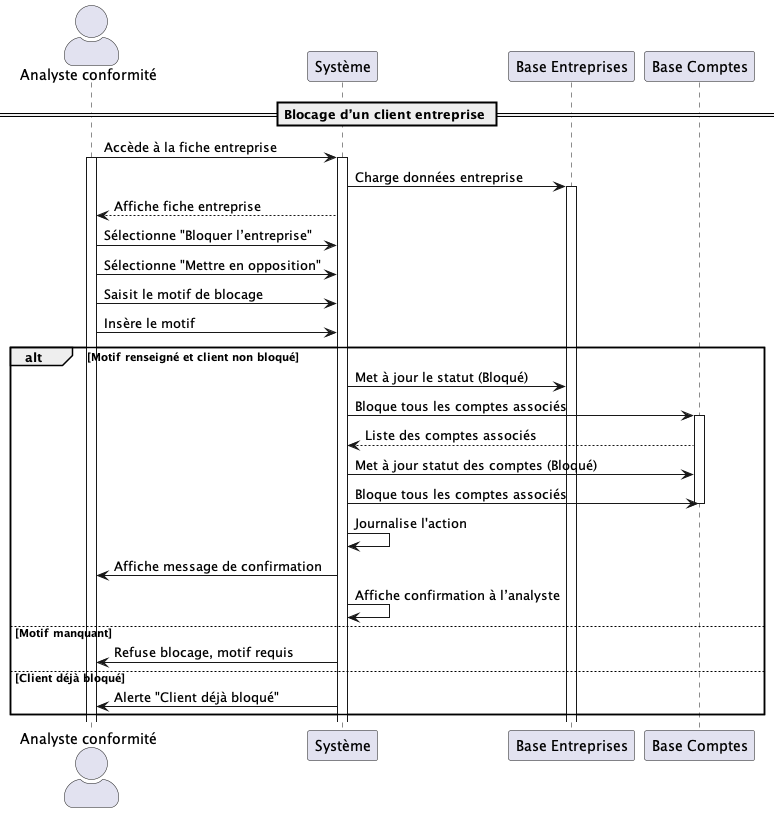 Analyste conformité
Système
Base Entreprises
Base Comptes
Blocage d'un client entreprise
Accède à la fiche entreprise
Charge données entreprise
Affiche fiche entreprise
Sélectionne "Bloquer l’entreprise"
Sélectionne "Mettre en opposition"
Saisit le motif de blocage
Insère le motif
alt
[Motif renseigné et client non bloqué]
Met à jour le statut (Bloqué)
Bloque tous les comptes associés
Liste des comptes associés
Met à jour statut des comptes (Bloqué)
Bloque tous les comptes associés
Journalise l'action
Affiche message de confirmation
Affiche confirmation à l’analyste
[Motif manquant]
Refuse blocage, motif requis
[Client déjà bloqué]
Alerte "Client déjà bloqué"
Analyste conformité
Système
Base Entreprises
Base Comptes